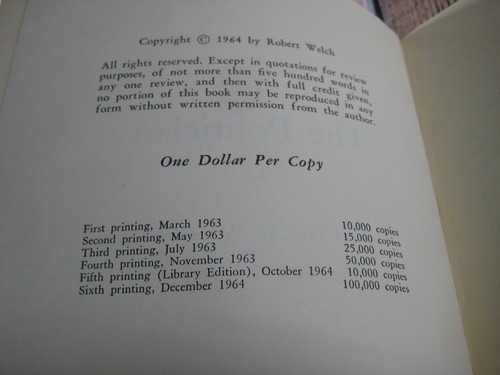 Copyright © 1964 by Robert Welch
All rights reserved. Except in quotations for review
purposes, of not more than five hundred words in
any one review, and then with full credit given,
no portion of this book may be reproduced in any
form without written permission from the author.
One Dollar Per Copy
First printing, March 1963 10,000 copies
Second printing, May 1963 15,000 copies
Third printing, July 1963 25,000 copies
Fourth printing, November 1963 50,000 copies
Fifth printing (Library Edition), October 1964 10,000 copies
Sixth printing, December 1964 100,000 copies